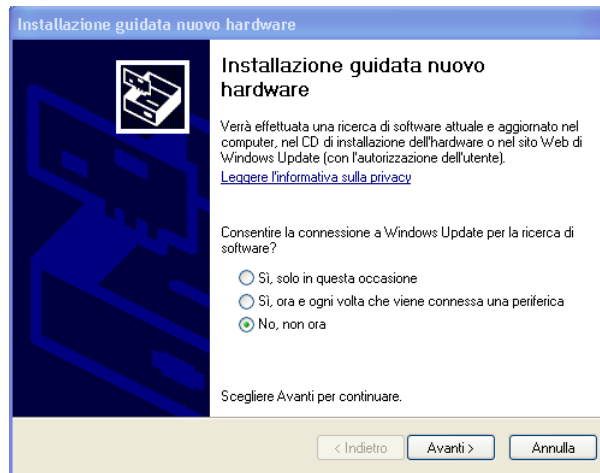 Installazione guidata nuovo hardware
Installazione guidata nuovo
hardware
Verrà effettuata una ricerca di software attuale e aggiornato nel
computer, nel CD di installazione dell'hardware o nel sito Web di
Windows Update (con l'autorizzazione dell'utente).
Leggere l'informativa sulla privacy
Consentire la connessione a Windows Update per la ricerca di
software?
Sì, solo in questa occasione
Sì, ora e ogni volta che viene connessa una periferica
No, non ora
Scegliere Avanti per continuare.
< Indietro Avanti > Annulla